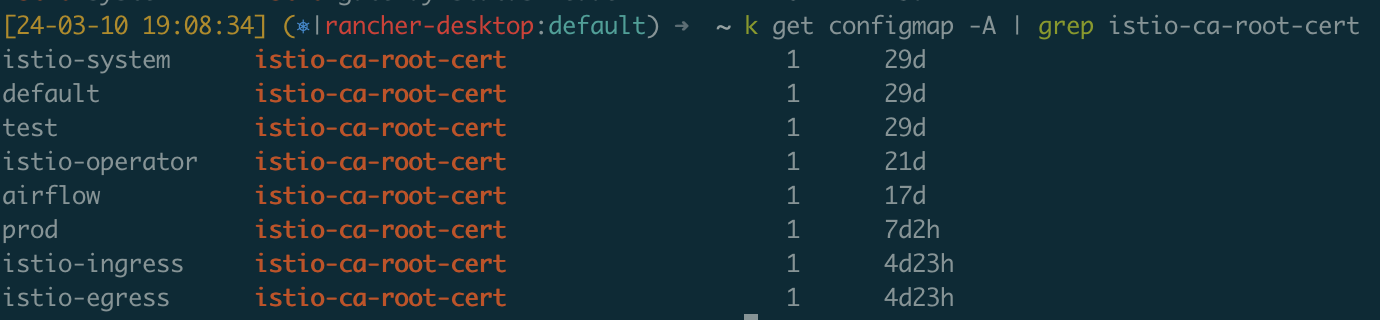 [24-03-10 19:08:34] (⎈|rancher-desktop:default) ➜  ~ k get configmap -A | grep istio-ca-root-cert
istio-system      istio-ca-root-cert                    1      29d
default           istio-ca-root-cert                    1      29d
test              istio-ca-root-cert                    1      29d
istio-operator    istio-ca-root-cert                    1      21d
airflow           istio-ca-root-cert                    1      17d
prod              istio-ca-root-cert                    1      7d2h
istio-ingress     istio-ca-root-cert                    1      4d23h
istio-egress      istio-ca-root-cert                    1      4d23h